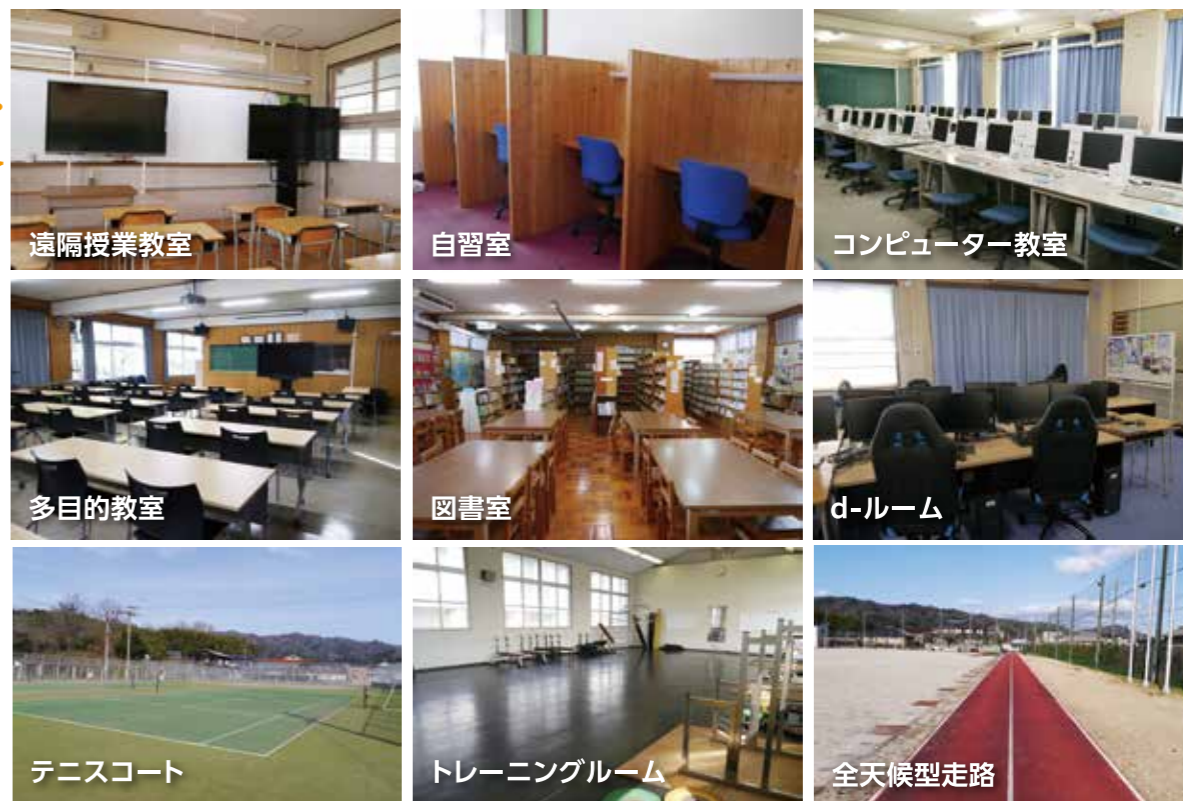 遠隔授業教室
自習室
コンピューター教室
多目的教室
図書室
d-ルーム
テニスコート
トレーニングルーム
全天候型走路